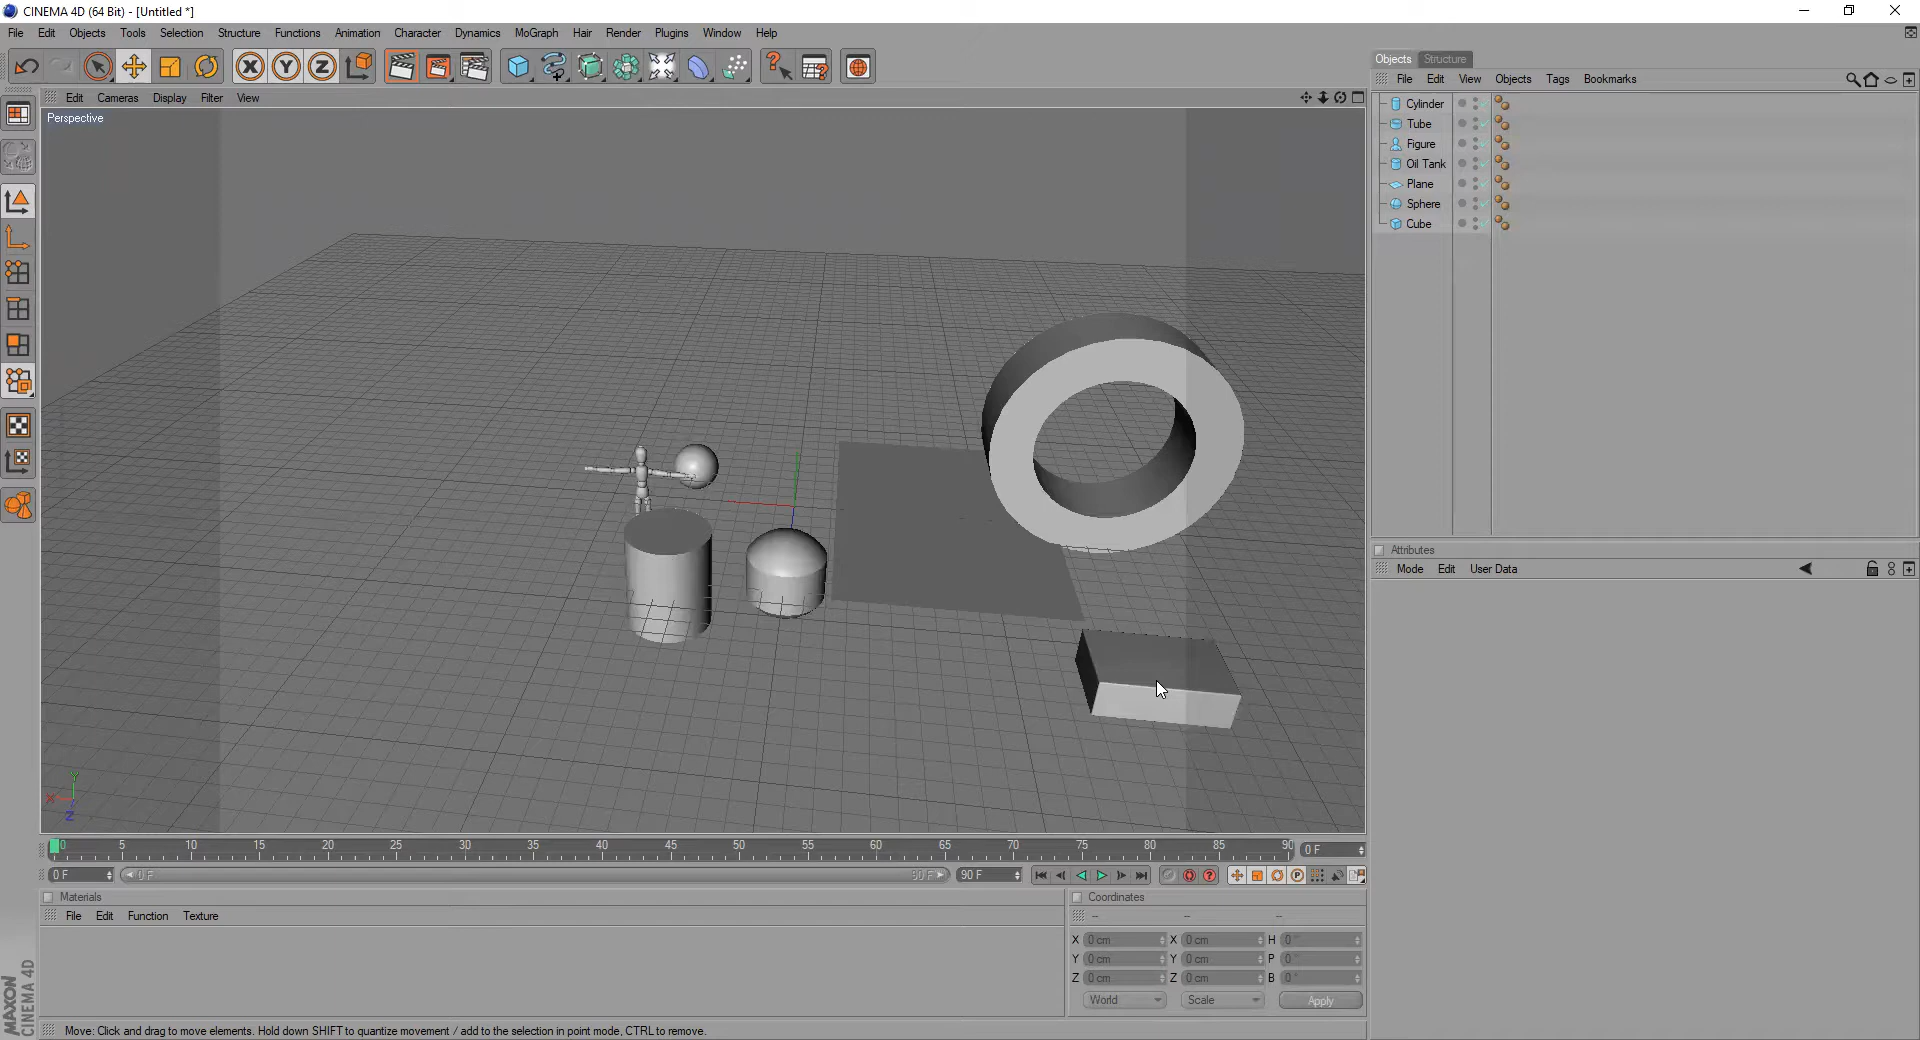 CINEMA 4D (64 Bit) - [Untitled *]
File Edit Objects Tools Selection Structure Functions Animation Character Dynamics MoGraph Hair Render Plugins Window Help
Edit Cameras Display Filter View
Perspective
Y
X
Z
Objects Structure
File Edit View Objects Tags Bookmarks
Cylinder
Tube
Figure
Oil Tank
Plane
Sphere
Cube
Attributes
Mode Edit User Data
0 5 10 15 20 25 30 35 40 45 50 55 60 65 70 75 80 85 90 0 F
0 F 0 F 90 F 90 F
Materials
File Edit Function Texture
Coordinates
-- -- --
X 0 cm X 0 cm H 0 °
Y 0 cm Y 0 cm P 0 °
Z 0 cm Z 0 cm B 0 °
World Scale Apply
MAXON
CINEMA 4D
Move: Click and drag to move elements. Hold down SHIFT to quantize movement / add to the selection in point mode, CTRL to remove.